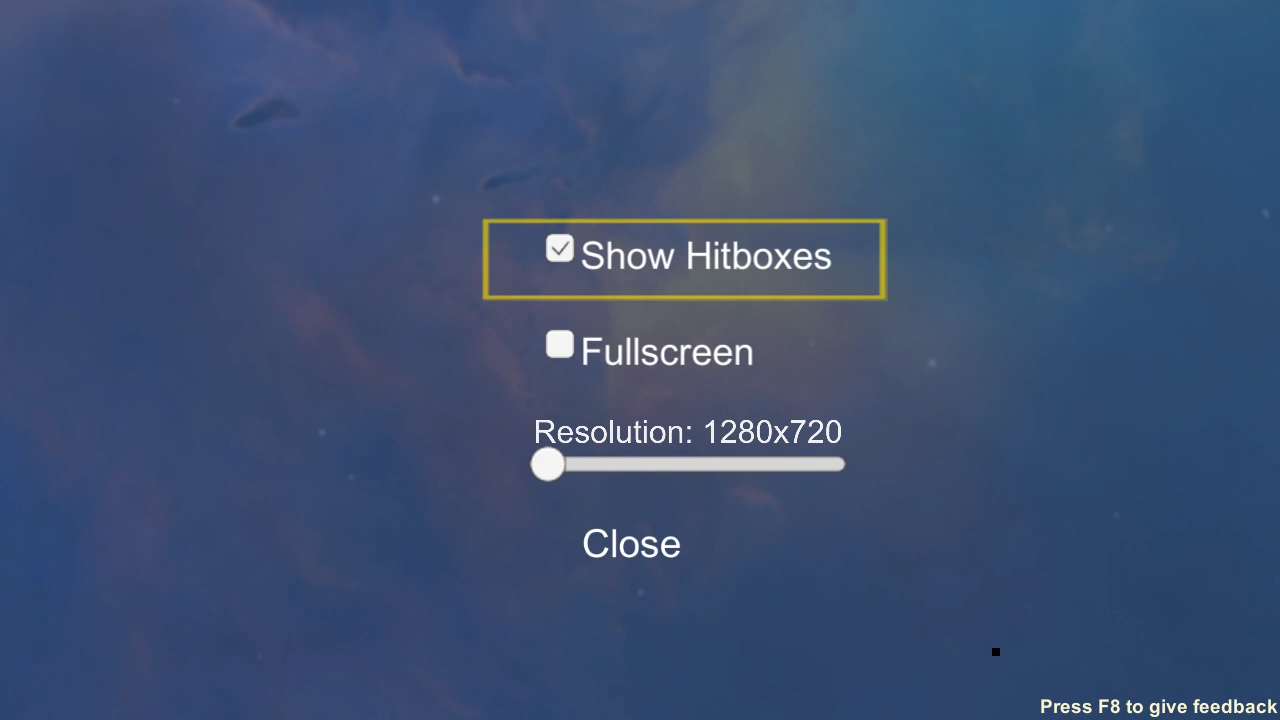 Show Hitboxes
Fullscreen
Resolution: 1280x720
Close
Press F8 to give feedback